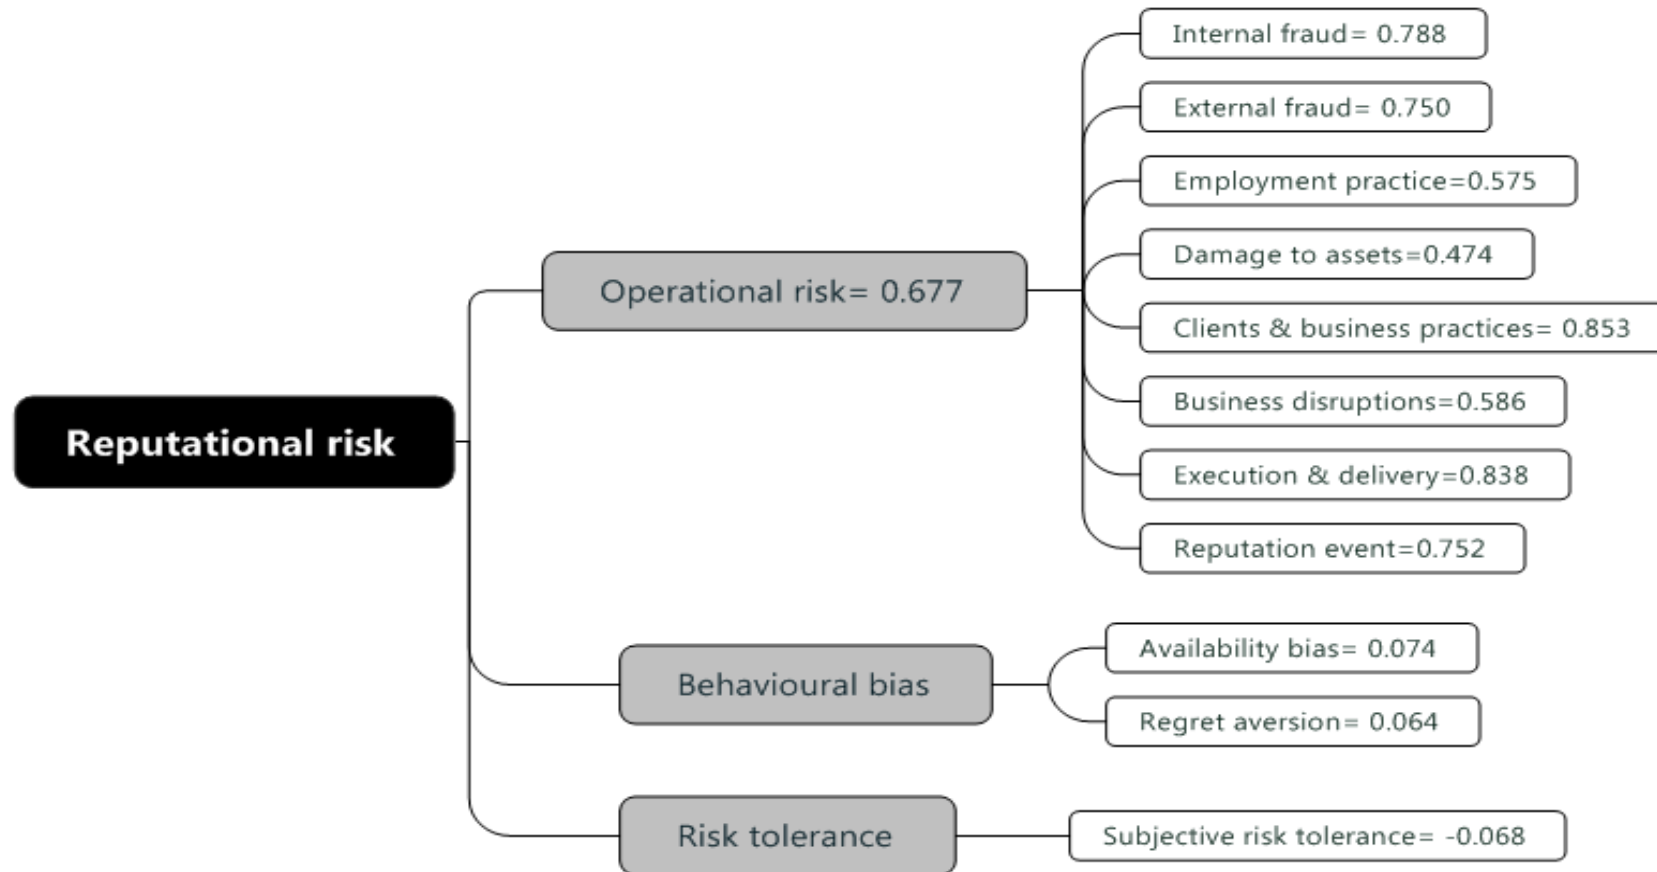 Internal fraud= 0.788
External fraud= 0.750
Employment practice=0.575
Damage to assets=0.474
Operational risk= 0.677
Clients & business practices= 0.853
Business disruptions=0.586
Reputational risk
Execution & delivery=0.838
Reputation event=0.752
Availability bias= 0.074
Behavioural bias
Regret aversion= 0.064
Risk tolerance
Subjective risk tolerance= -0.068